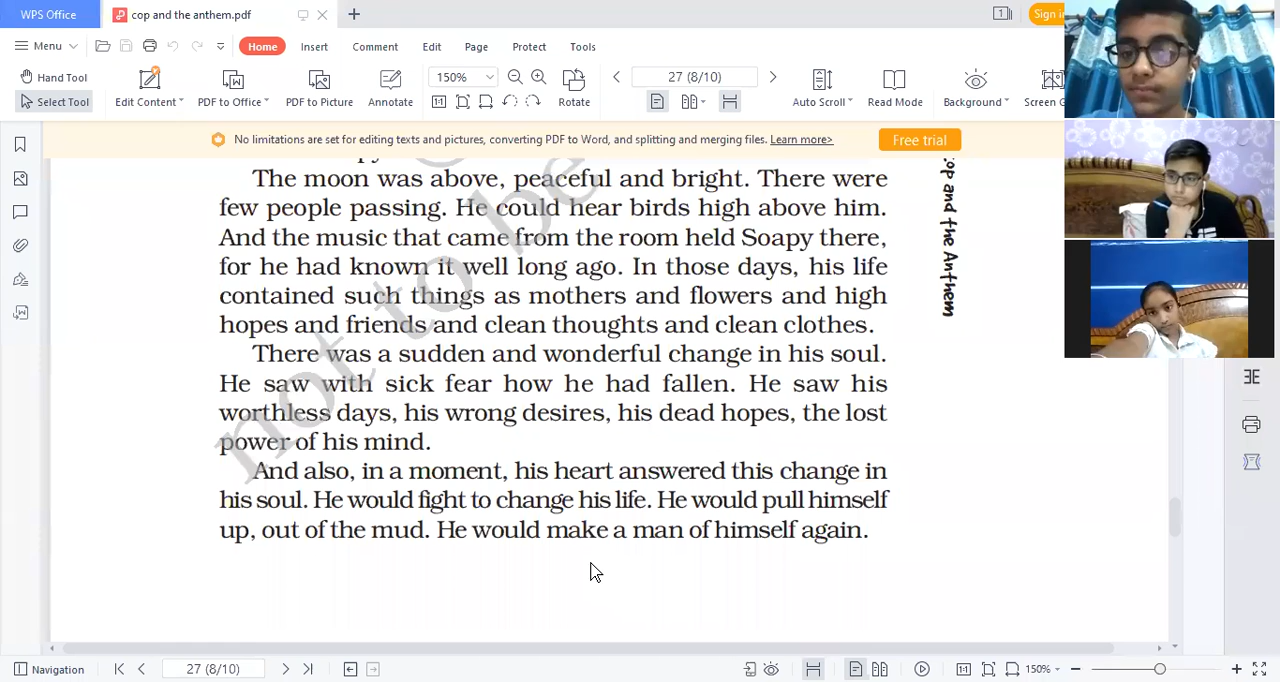 WPS Office
cop and the anthem.pdf
1
Sign in
Menu
Home
Insert
Comment
Edit
Page
Protect
Tools
Hand Tool
Select Tool
Edit Content
PDF to Office
PDF to Picture
Annotate
150%
27 (8/10)
Rotate
Auto Scroll
Read Mode
Background
Screen
No limitations are set for editing texts and pictures, converting PDF to Word, and splitting and merging files. Learn more>
Free trial
The moon was above, peaceful and bright. There were
few people passing. He could hear birds high above him.
And the music that came from the room held Soapy there,
for he had known it well long ago. In those days, his life
contained such things as mothers and flowers and high
hopes and friends and clean thoughts and clean clothes.
There was a sudden and wonderful change in his soul.
He saw with sick fear how he had fallen. He saw his
worthless days, his wrong desires, his dead hopes, the lost
power of his mind.
And also, in a moment, his heart answered this change in
his soul. He would fight to change his life. He would pull himself
up, out of the mud. He would make a man of himself again.
not to be
and the Anthem
Navigation
27 (8/10)
150%